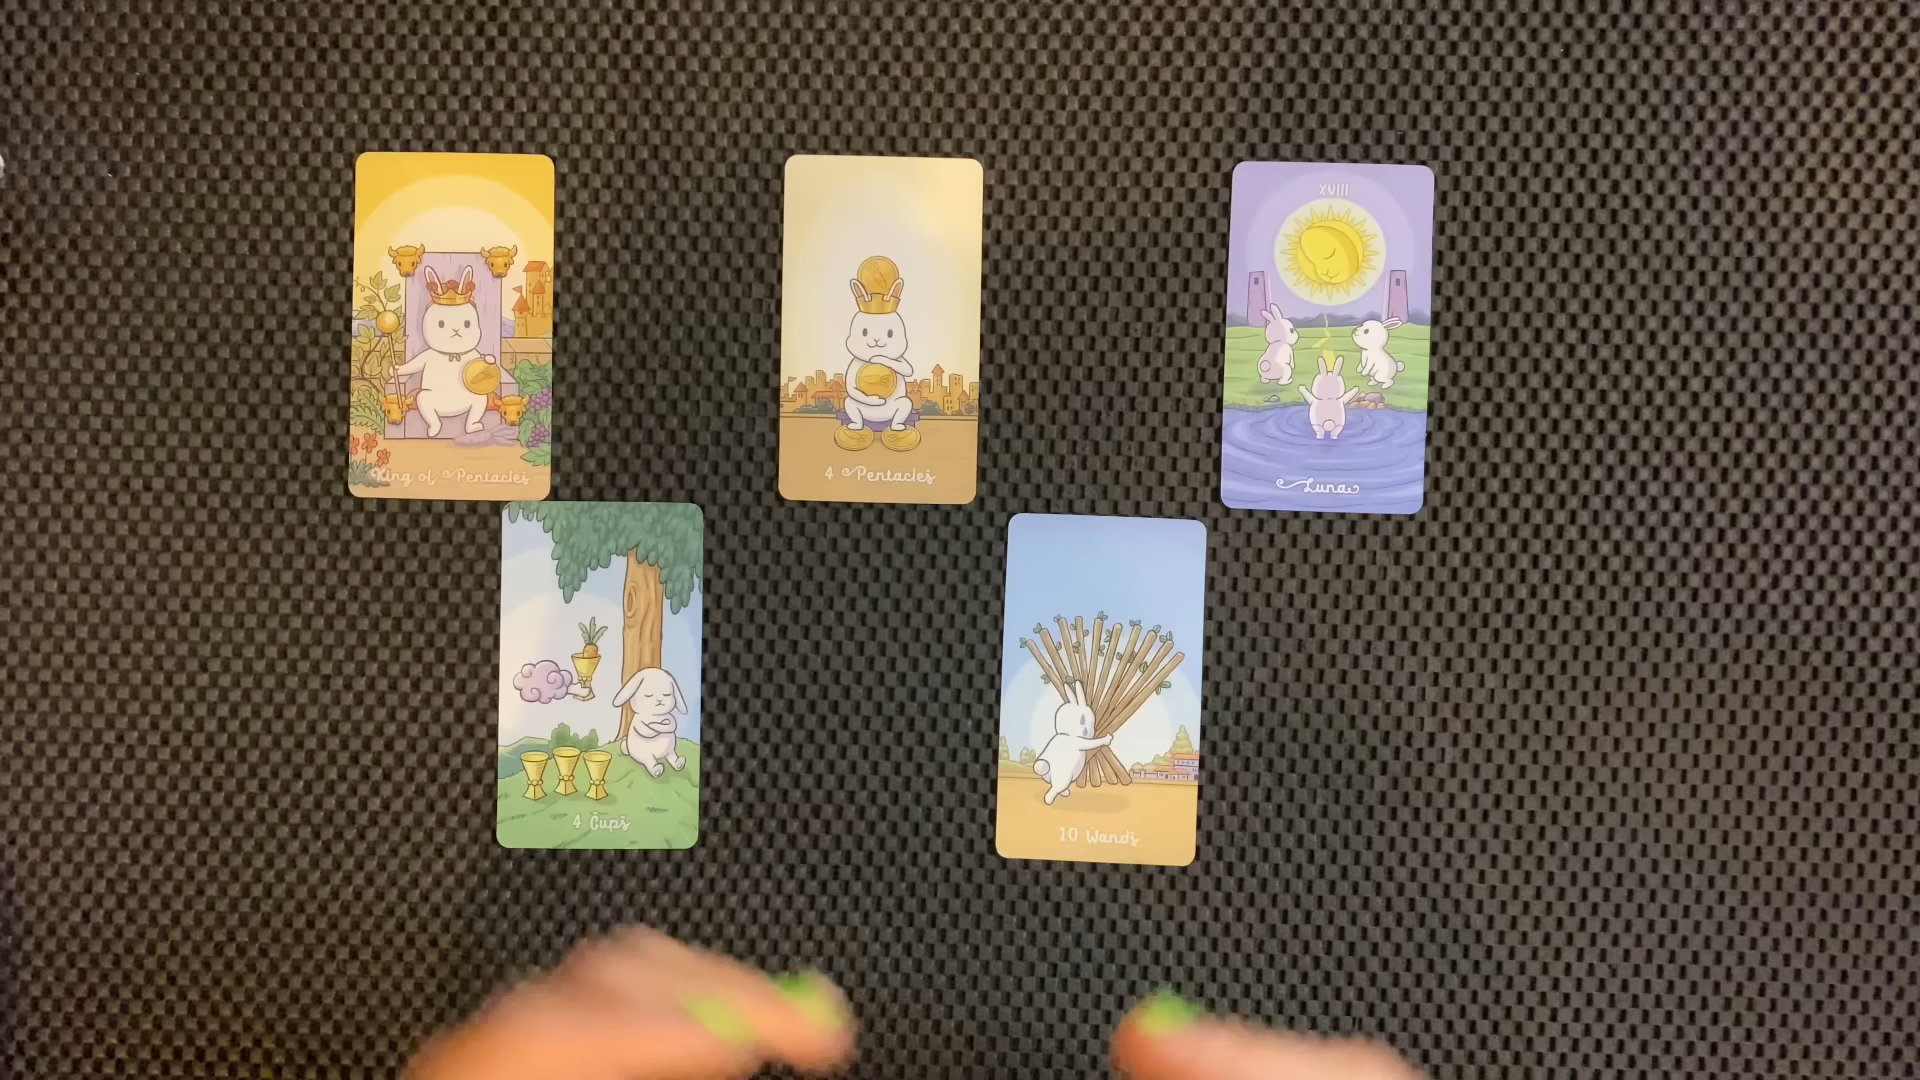 King of Pentacles
4 Pentacles
XVIII
Luna
4 Cups
10 Wands